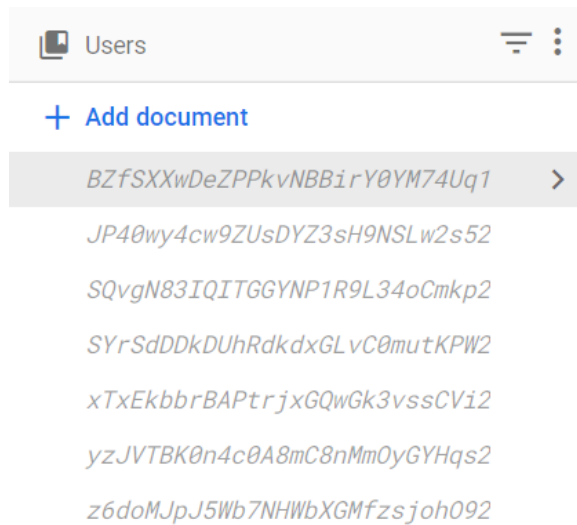 Users
Add document
BZfSXXwDeZPPkvNBBirY0YM74Uq1
JP40wy4cw9ZUsDYZ3sH9NSLw2s52
SQvgN83IQITGGYNP1R9L34oCmkp2
SYrSdDDkDUhRdkdxGLvC0mutKPW2
xTxEkbbrBAPtrjxGQwGk3vssCVi2
yzJVTBK0n4c0A8mC8nMmOyGYHqs2
z6doMJpJ5Wb7NHWbXGMfzsjohO92